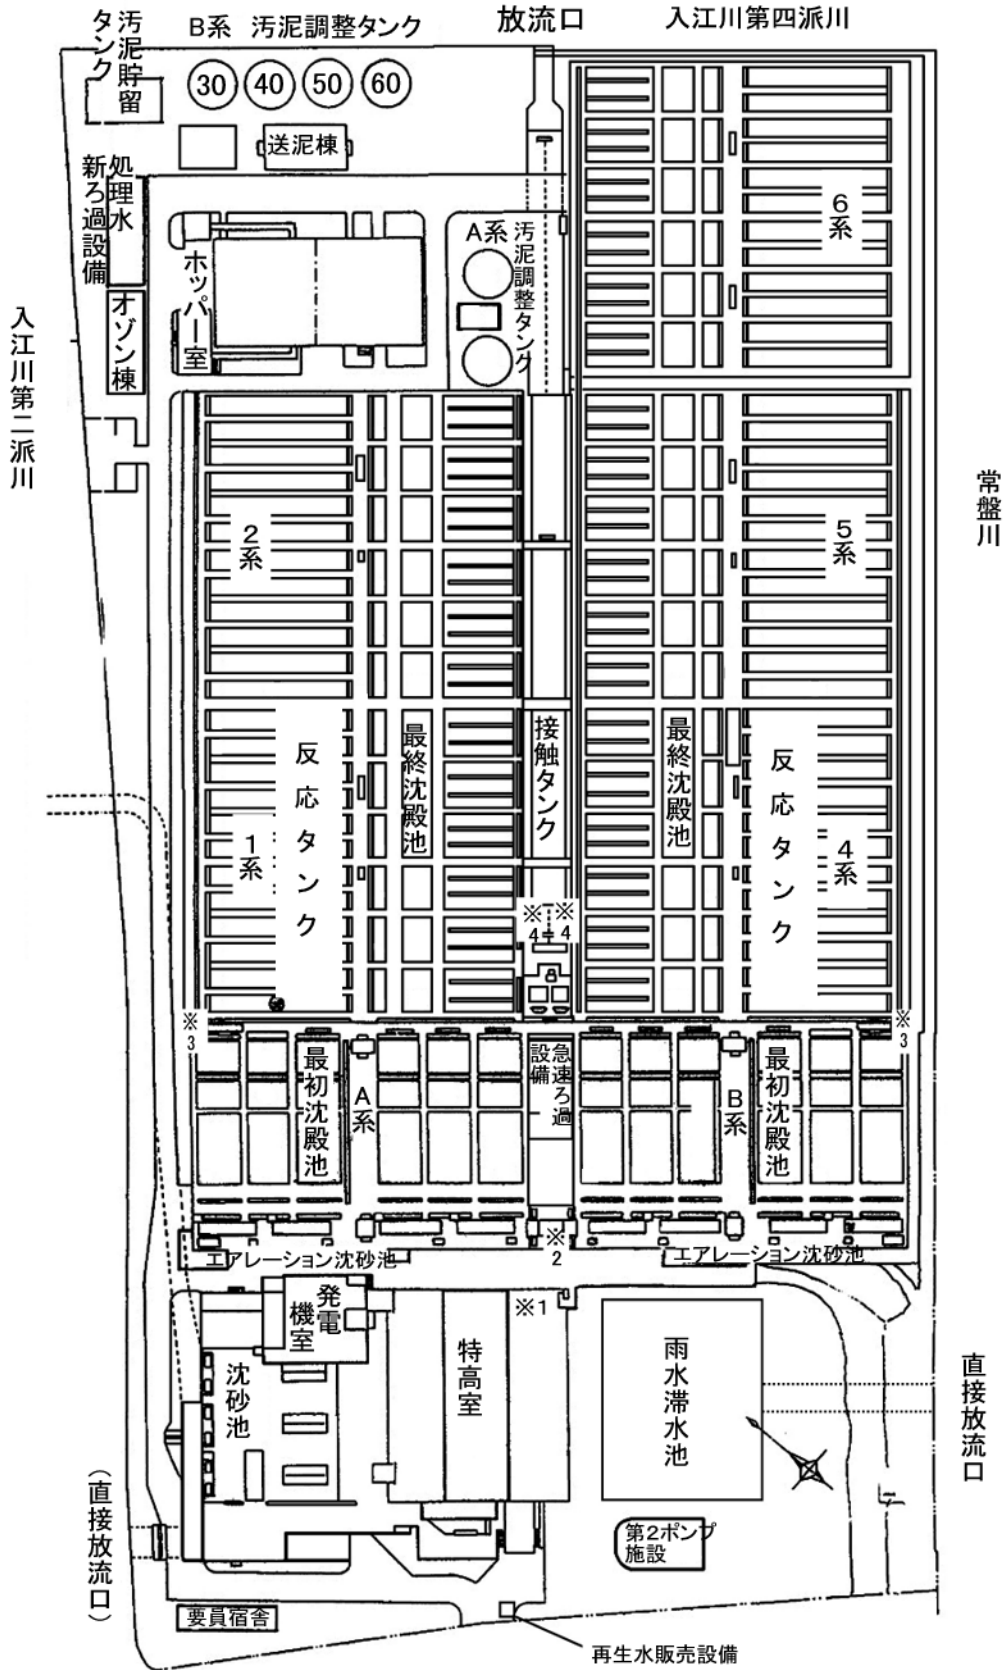 放流口
入江川第四派川
B系 汚泥調整タンク
汚泥貯留
タンク
30
40
50
60
送泥棟
処理水
新ろ過設備
オゾン棟
ホッパー室
A系
汚泥調整タンク
6系
入江川第二派川
2系
5系
常盤川
反応タンク
最終沈殿池
接触タンク
最終沈殿池
反応タンク
1系
4系
※4
※4
※3
※3
最初沈殿池
A系
急速ろ過
設備
B系
最初沈殿池
※2
エアレーション沈砂池
エアレーション沈砂池
発電
機室
※1
特高室
沈砂池
雨水滞水池
直接放流口
(直接放流口)
第2ポンプ
施設
要員宿舎
再生水販売設備